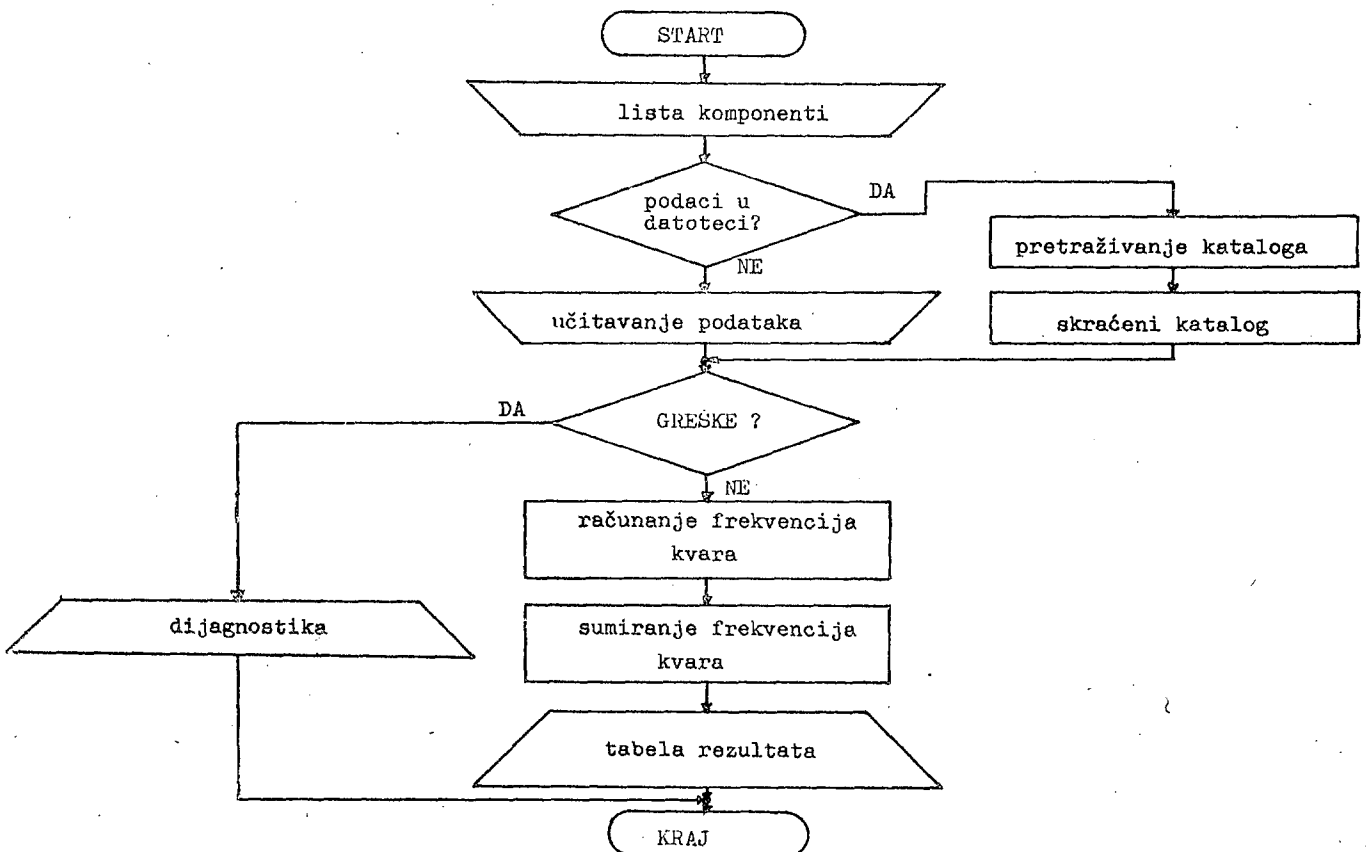 START
lista komponenti
podaci u
datoteci?
DA
pretraživanje kataloga
NE
skraćeni katalog
učitavanje podataka
GREŠKE ?
DA
NE
računanje frekvencija
kvara
dijagnostika
sumiranje frekvencija
kvara
tabela rezultata
KRAJ